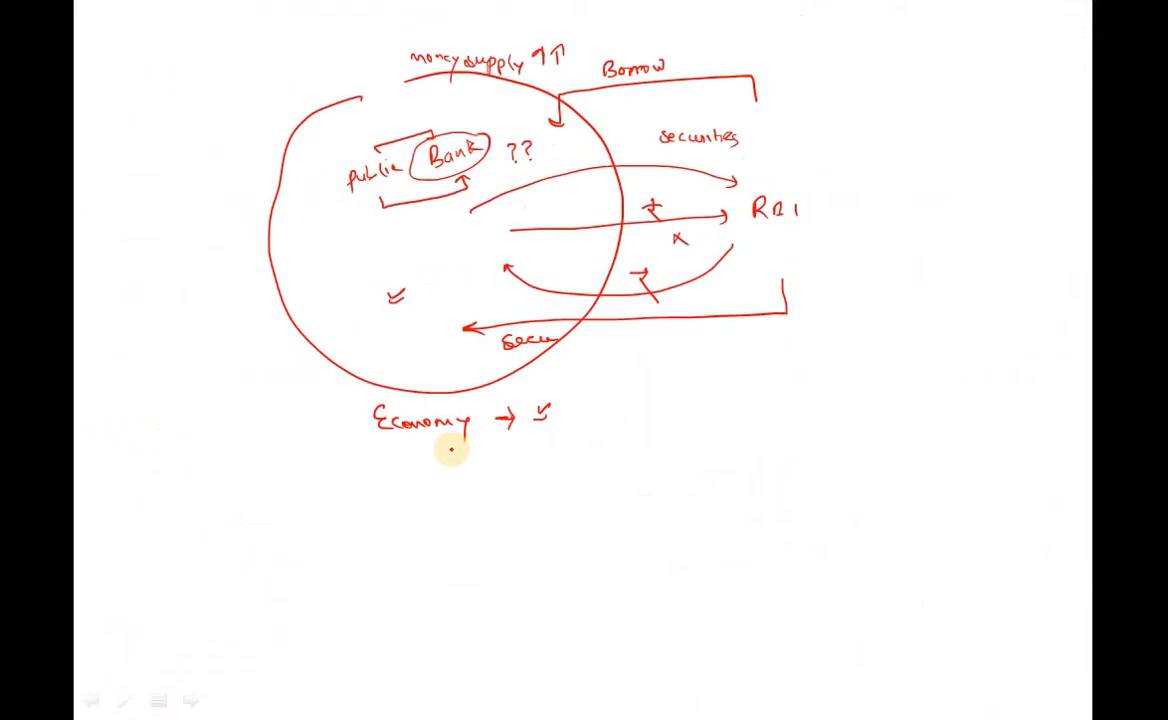 money supply ↑↑
Borrow
securities
public Bank ??
₹
RBI
x
₹
secu
Economy →